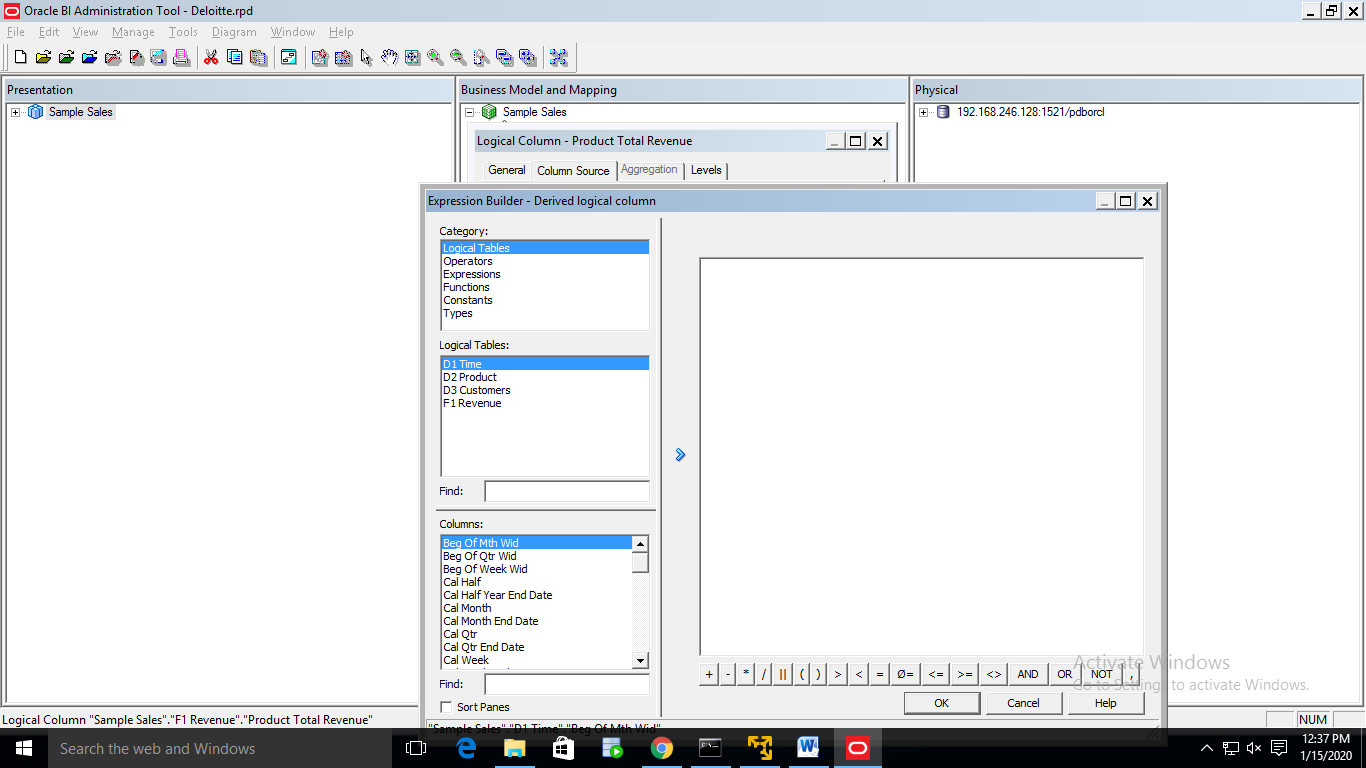 Oracle BI Administration Tool - Deloitte.rpd
File Edit View Manage Tools Diagram Window Help
Presentation
Sample Sales
Business Model and Mapping
Sample Sales
Physical
192.168.246.128:1521/pdborcl
Logical Column - Product Total Revenue
General Column Source Aggregation Levels
Expression Builder - Derived logical column
Category:
Logical Tables
Operators
Expressions
Functions
Constants
Types
Logical Tables:
D1 Time
D2 Product
D3 Customers
F1 Revenue
Find:
Columns:
Beg Of Mth Wid
Beg Of Qtr Wid
Beg Of Week Wid
Cal Half
Cal Half Year End Date
Cal Month
Cal Month End Date
Cal Qtr
Cal Qtr End Date
Cal Week
Find:
Sort Panes
+ - * / || ( ) > < = Ø= <= >= <> AND OR NOT ,
OK Cancel Help
Activate Windows
Go to Settings to activate Windows.
Logical Column "Sample Sales"."F1 Revenue"."Product Total Revenue"
"Sample Sales"."D1 Time"."Beg Of Mth Wid"
NUM
Search the web and Windows
12:37 PM
1/15/2020